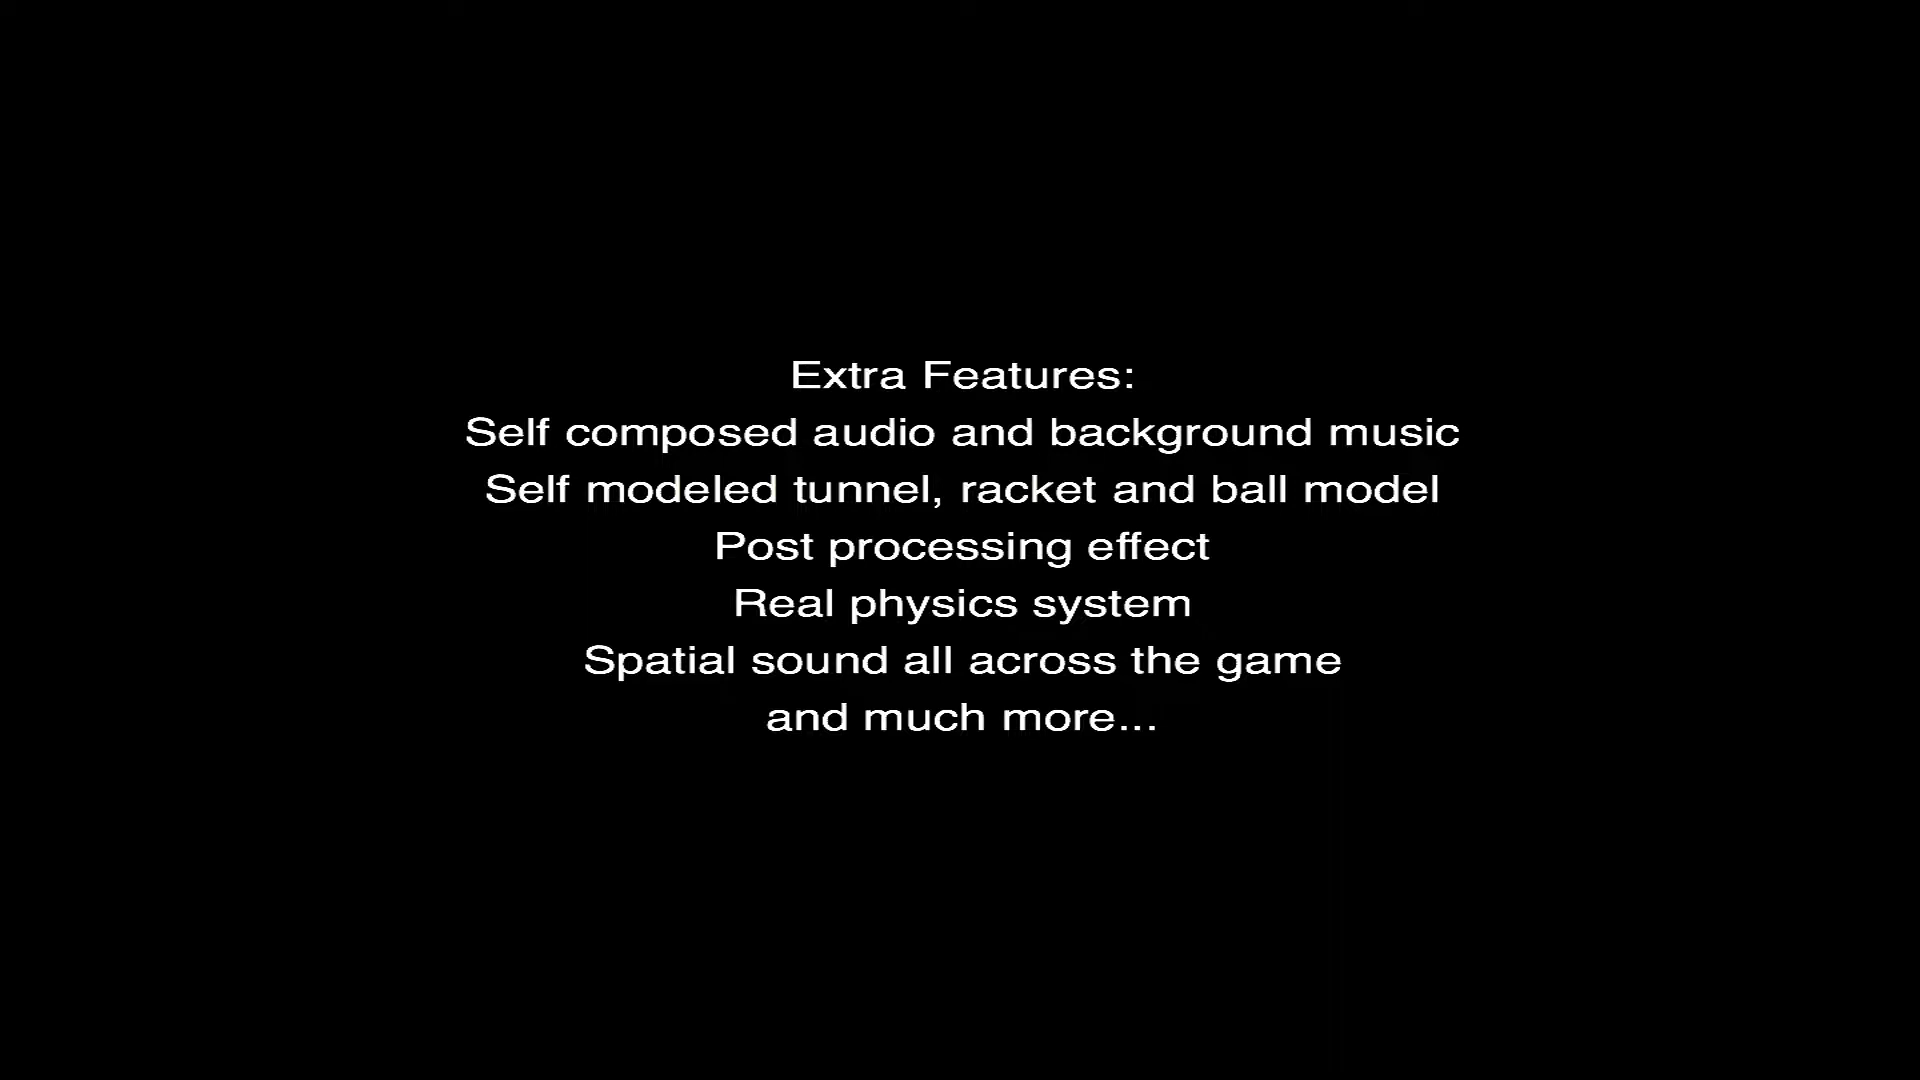 Extra Features:
Self composed audio and background music
Self modeled tunnel, racket and ball model
Post processing effect
Real physics system
Spatial sound all across the game
and much more...